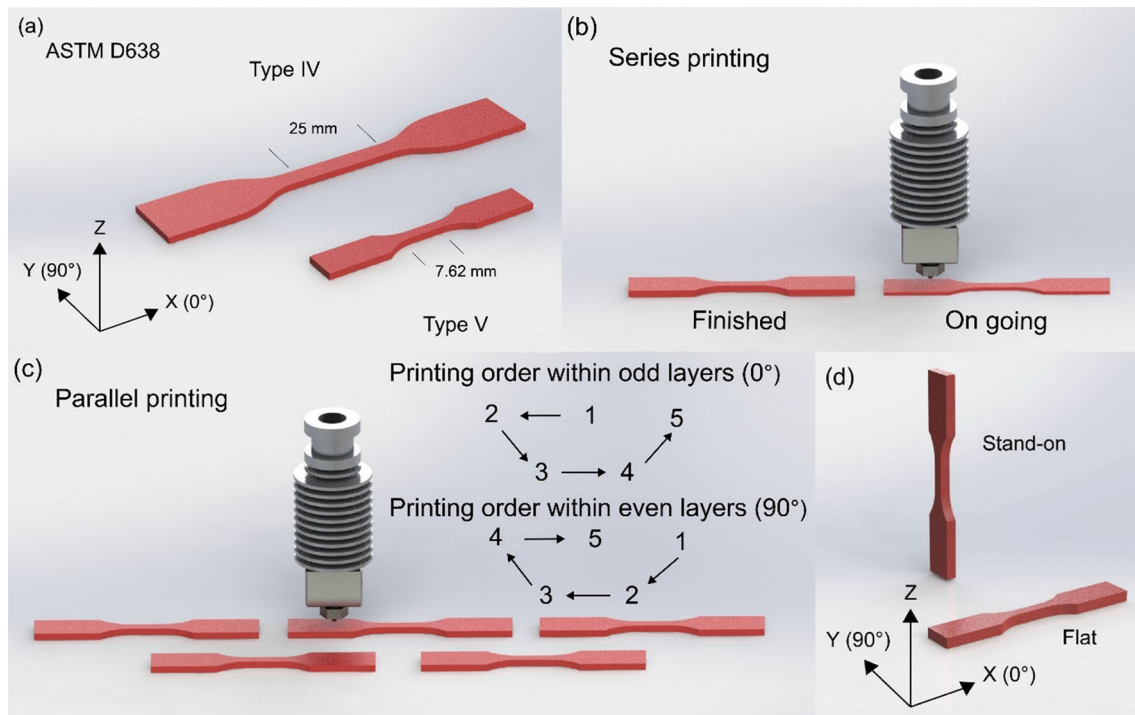 (a)
ASTM D638
Type IV
25 mm
7.62 mm
Type V
Z
Y (90°)
X (0°)
(b)
Series printing
Finished
On going
(c)
Parallel printing
Printing order within odd layers (0°)
2 1 5
3 4
Printing order within even layers (90°)
4 5 1
3 2
(d)
Stand-on
Flat
Z
Y (90°)
X (0°)